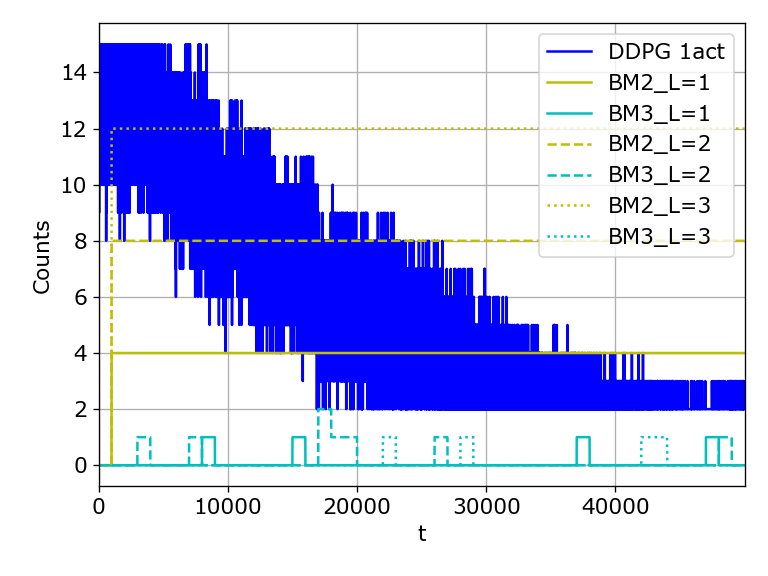 DDPG 1act
BM2_L=1
BM3_L=1
BM2_L=2
BM3_L=2
BM2_L=3
BM3_L=3
Counts
14
12
10
8
6
4
2
0
0 10000 20000 30000 40000
t